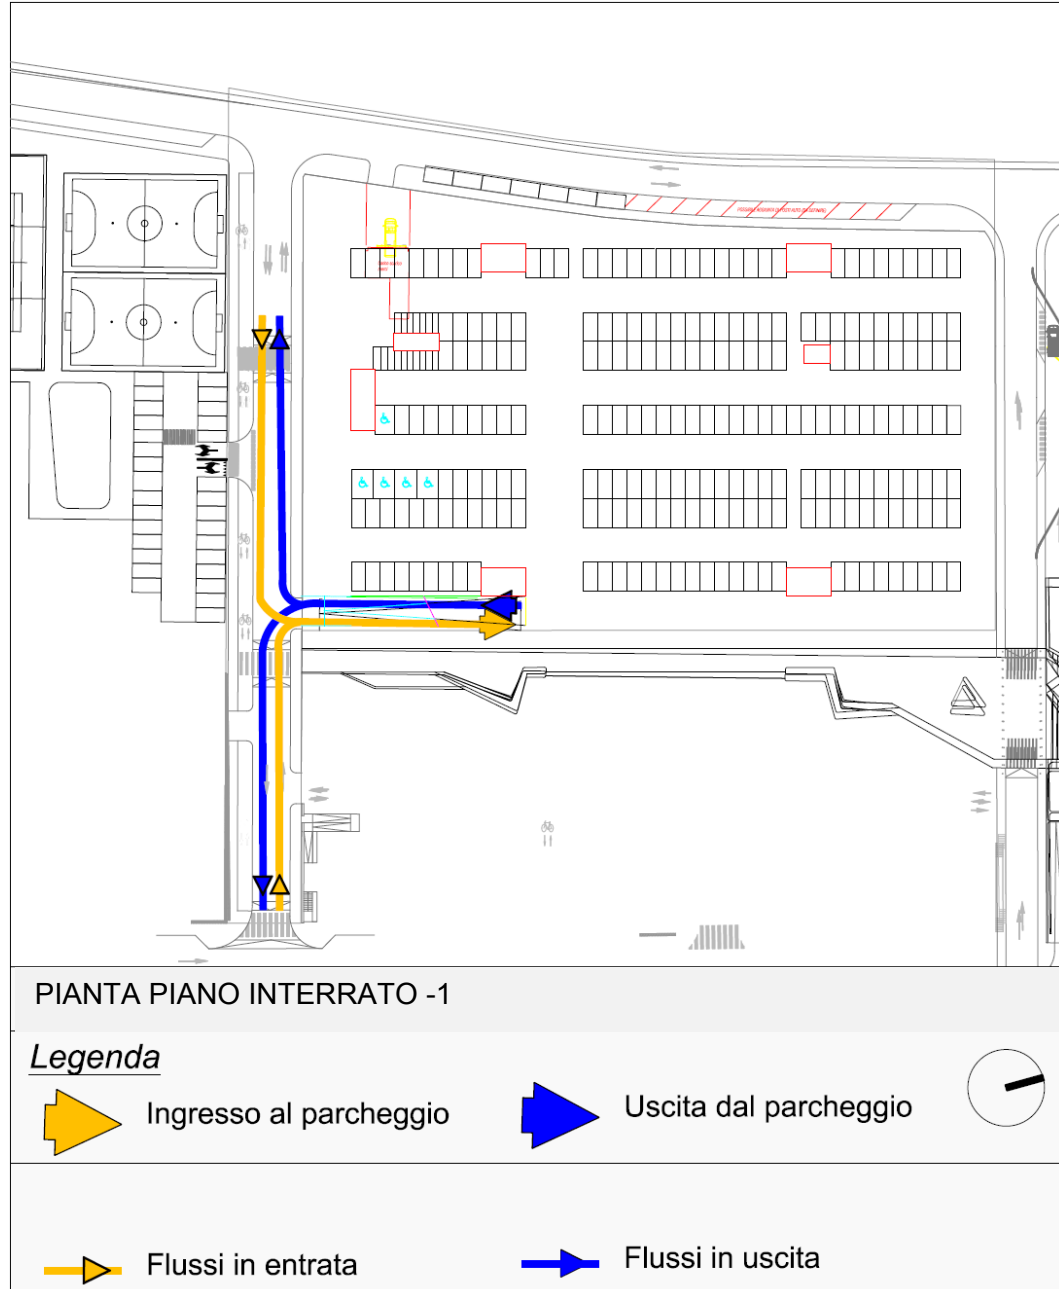 PIANTA PIANO INTERRATO -1
Legenda
Ingresso al parcheggio
Uscita dal parcheggio
Flussi in entrata
Flussi in uscita